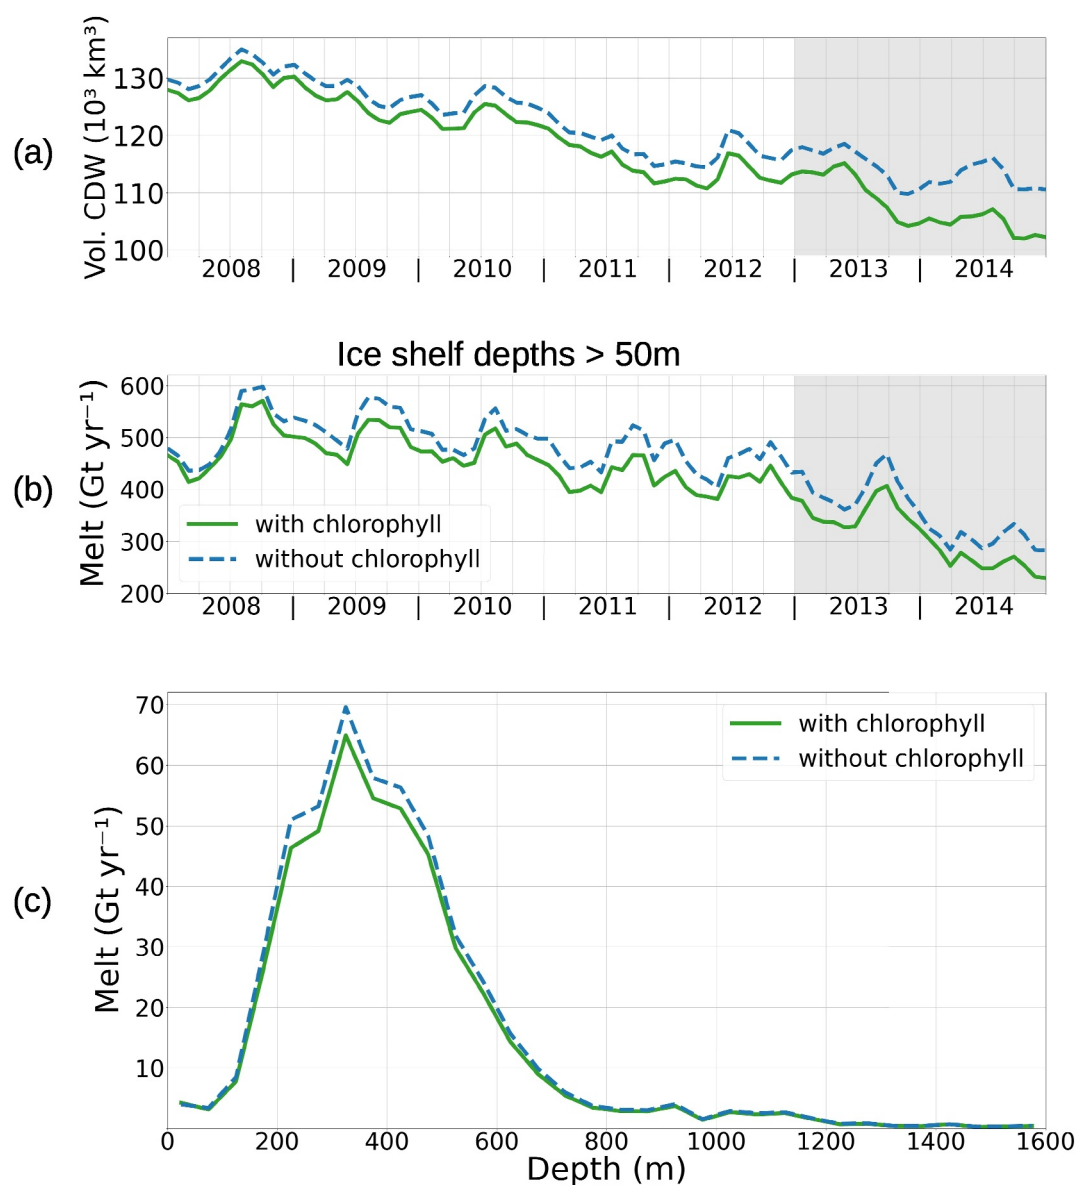 (a)
Vol. CDW (10³ km³)
130
120
110
100
2008 | 2009 | 2010 | 2011 | 2012 | 2013 | 2014
Ice shelf depths > 50m
(b)
Melt (Gt yr⁻¹)
600
500
400
300
200
with chlorophyll
without chlorophyll
2008 | 2009 | 2010 | 2011 | 2012 | 2013 | 2014
(c)
Melt (Gt yr⁻¹)
70
60
50
40
30
20
10
with chlorophyll
without chlorophyll
0 200 400 600 800 1000 1200 1400 1600
Depth (m)